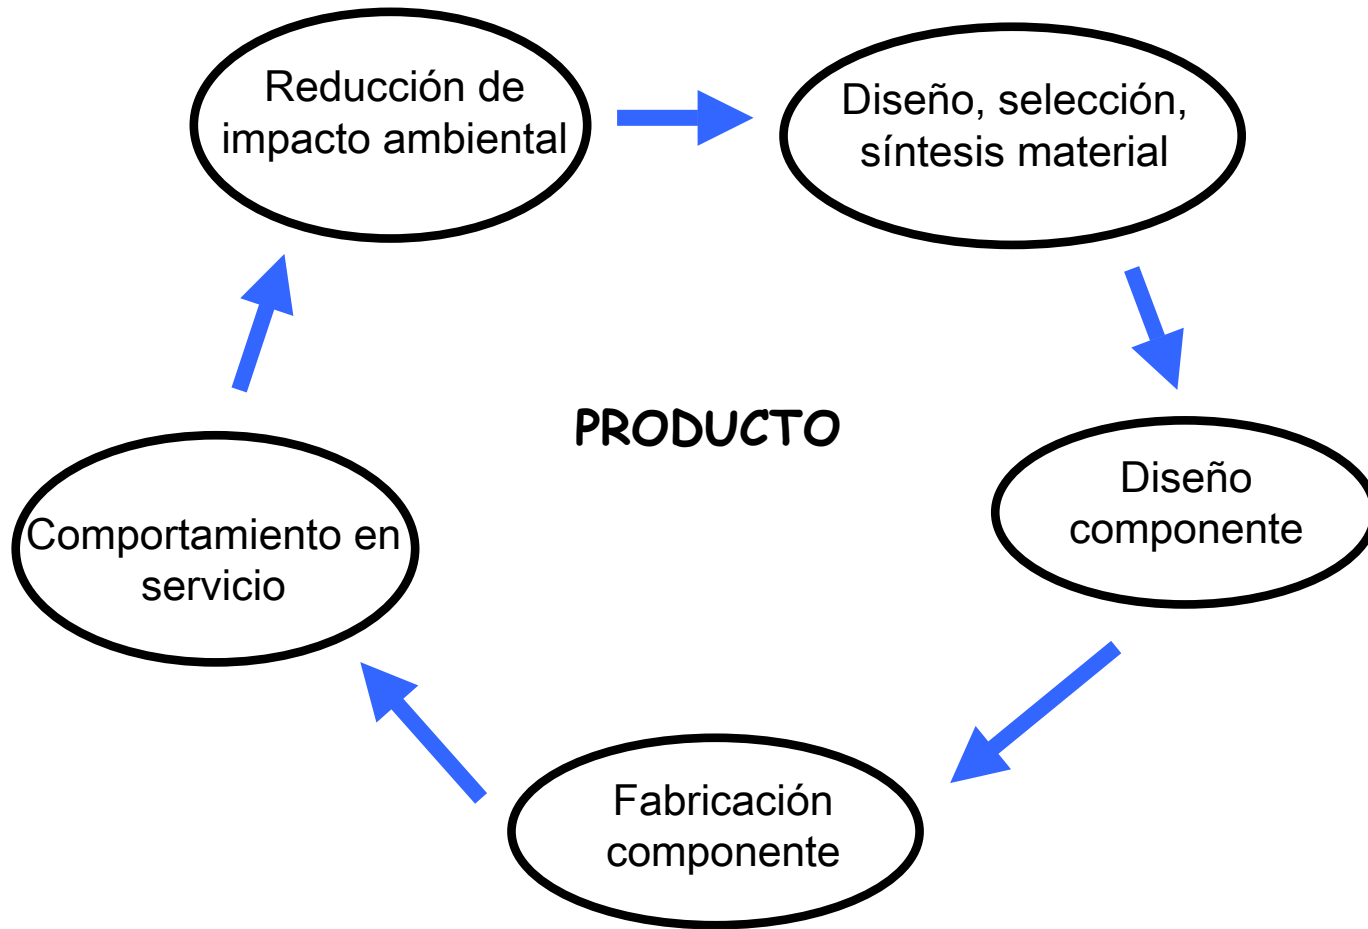 Reducción de
impacto ambiental
Diseño, selección,
síntesis material
PRODUCTO
Diseño
componente
Comportamiento en
servicio
Fabricación
componente